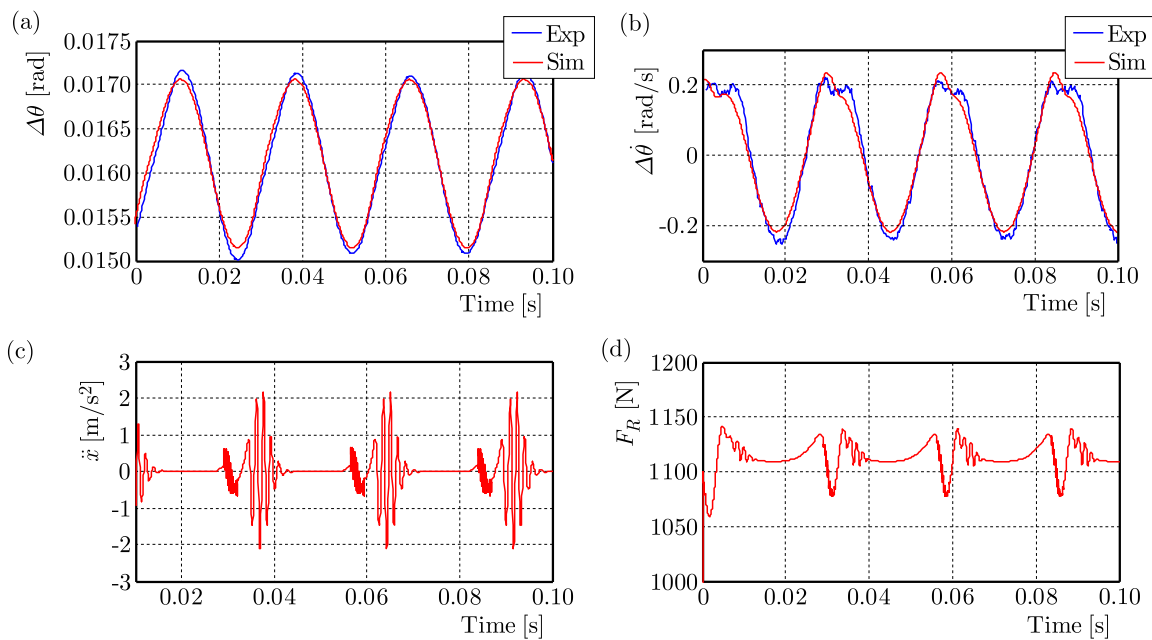 (a)
Exp
Sim
Δθ [rad]
0.0175
0.0170
0.0165
0.0160
0.0155
0.0150
0 0.02 0.04 0.06 0.08 0.10
Time [s]
(b)
Exp
Sim
Δθ̇ [rad/s]
0.2
0
-0.2
0 0.02 0.04 0.06 0.08 0.10
Time [s]
(c)
ẍ [m/s²]
3
2
1
0
-1
-2
-3
0.02 0.04 0.06 0.08 0.10
Time [s]
(d)
F_R [N]
1200
1150
1100
1050
1000
0 0.02 0.04 0.06 0.08 0.10
Time [s]